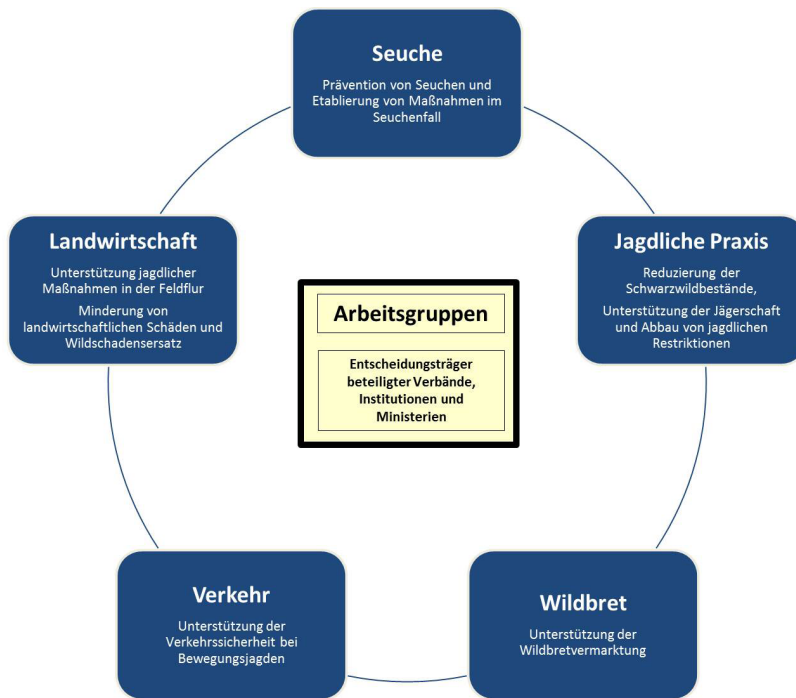 Seuche
Prävention von Seuchen und
Etablierung von Maßnahmen im
Seuchenfall
Landwirtschaft
Unterstützung jagdlicher
Maßnahmen in der Feldflur
Minderung von
landwirtschaftlichen Schäden und
Wildschadensersatz
Jagdliche Praxis
Reduzierung der
Schwarzwildbestände,
Unterstützung der Jägerschaft
und Abbau von jagdlichen
Restriktionen
Arbeitsgruppen
Entscheidungsträger
beteiligter Verbände,
Institutionen und
Ministerien
Verkehr
Unterstützung der
Verkehrssicherheit bei
Bewegungsjagden
Wildbret
Unterstützung der
Wildbretvermarktung